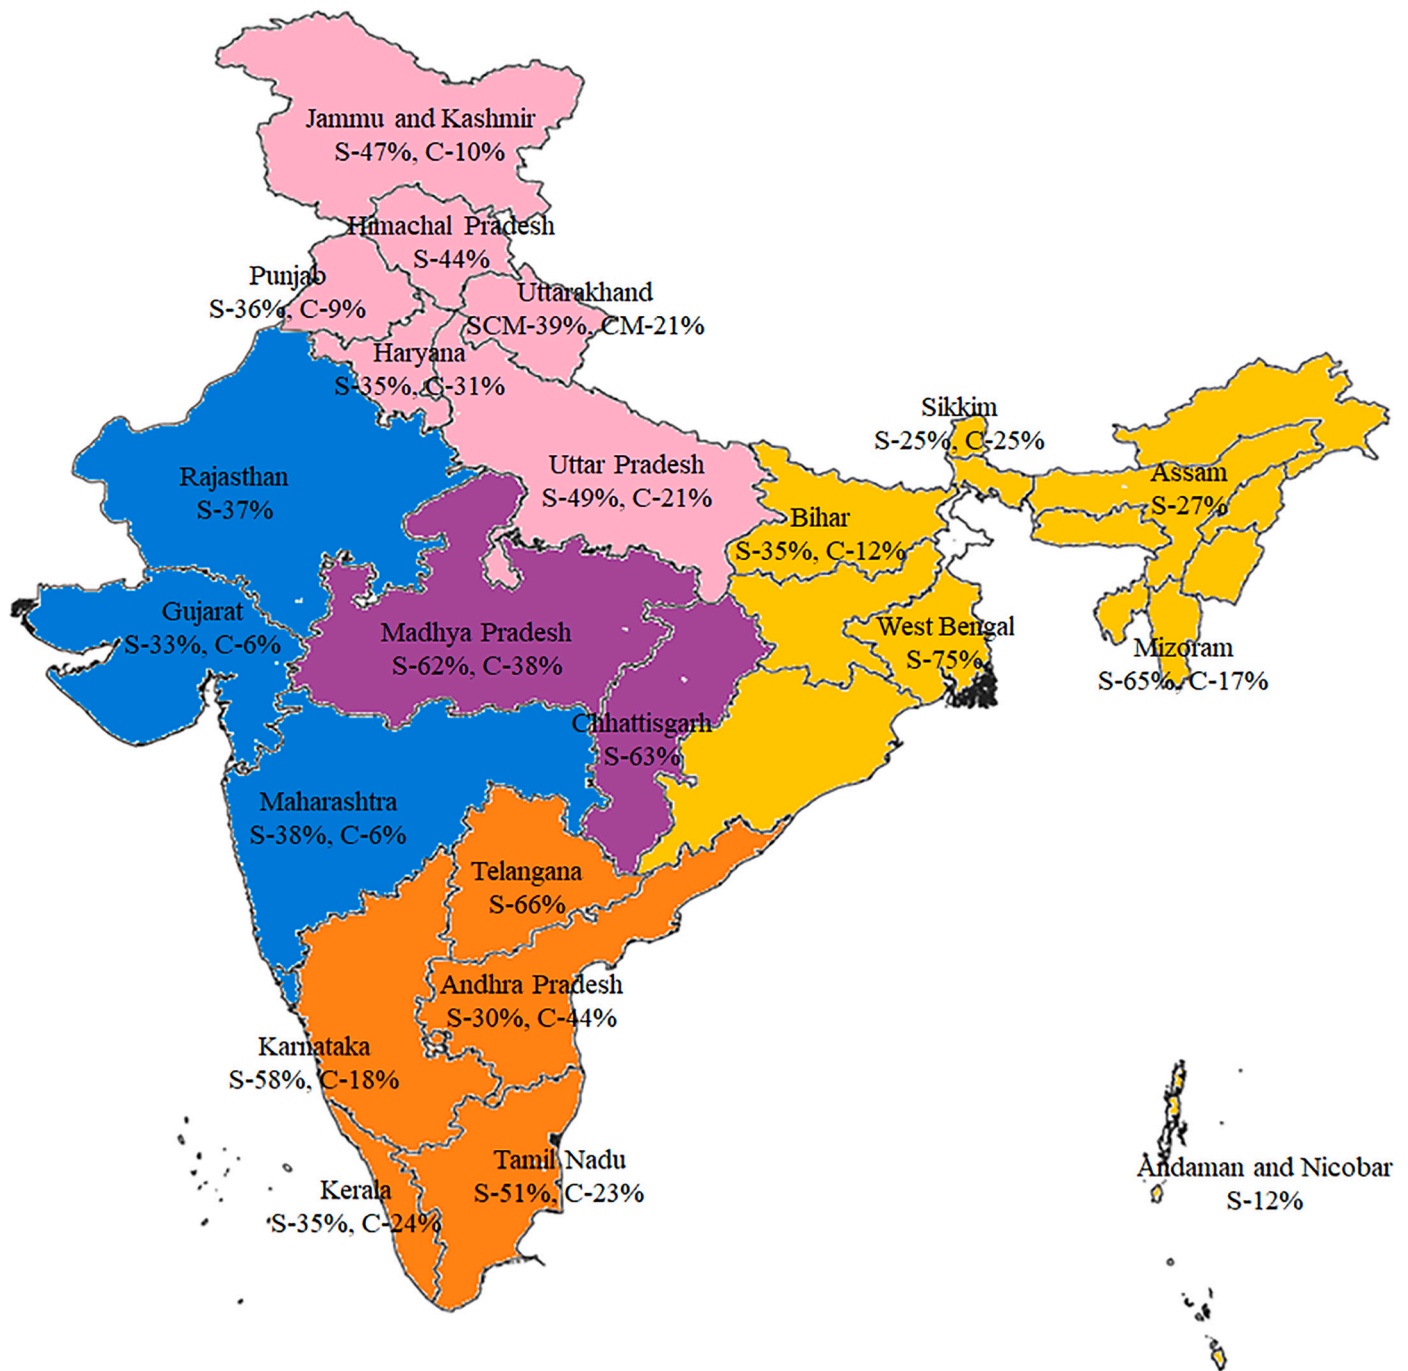 Jammu and Kashmir
S-47%, C-10%
Himachal Pradesh
S-44%
Punjab
S-36%, C-9%
Uttarakhand
SCM-39%, CM-21%
Haryana
S-35%, C-31%
Sikkim
S-25%, C-25%
Uttar Pradesh
S-49%, C-21%
Assam
S-27%
Rajasthan
S-37%
Bihar
S-35%, C-12%
Gujarat
S-33%, C-6%
Madhya Pradesh
S-62%, C-38%
West Bengal
S-75%
Mizoram
S-65%, C-17%
Chhattisgarh
S-63%
Maharashtra
S-38%, C-6%
Telangana
S-66%
Andhra Pradesh
S-30%, C-44%
Karnataka
S-58%, C-18%
Tamil Nadu
S-51%, C-23%
Andaman and Nicobar
S-12%
Kerala
S-35%, C-24%